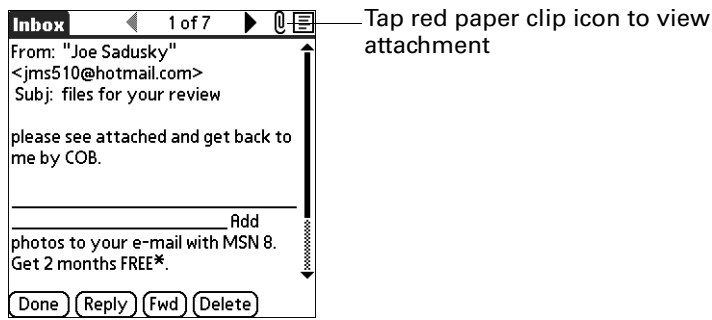 Inbox 1 of 7
Tap red paper clip icon to view
attachment
From: "Joe Sadusky"
<jms510@hotmail.com>
Subj: files for your review
please see attached and get back to
me by COB.
Add
photos to your e-mail with MSN 8.
Get 2 months FREE*.
Done Reply Fwd Delete